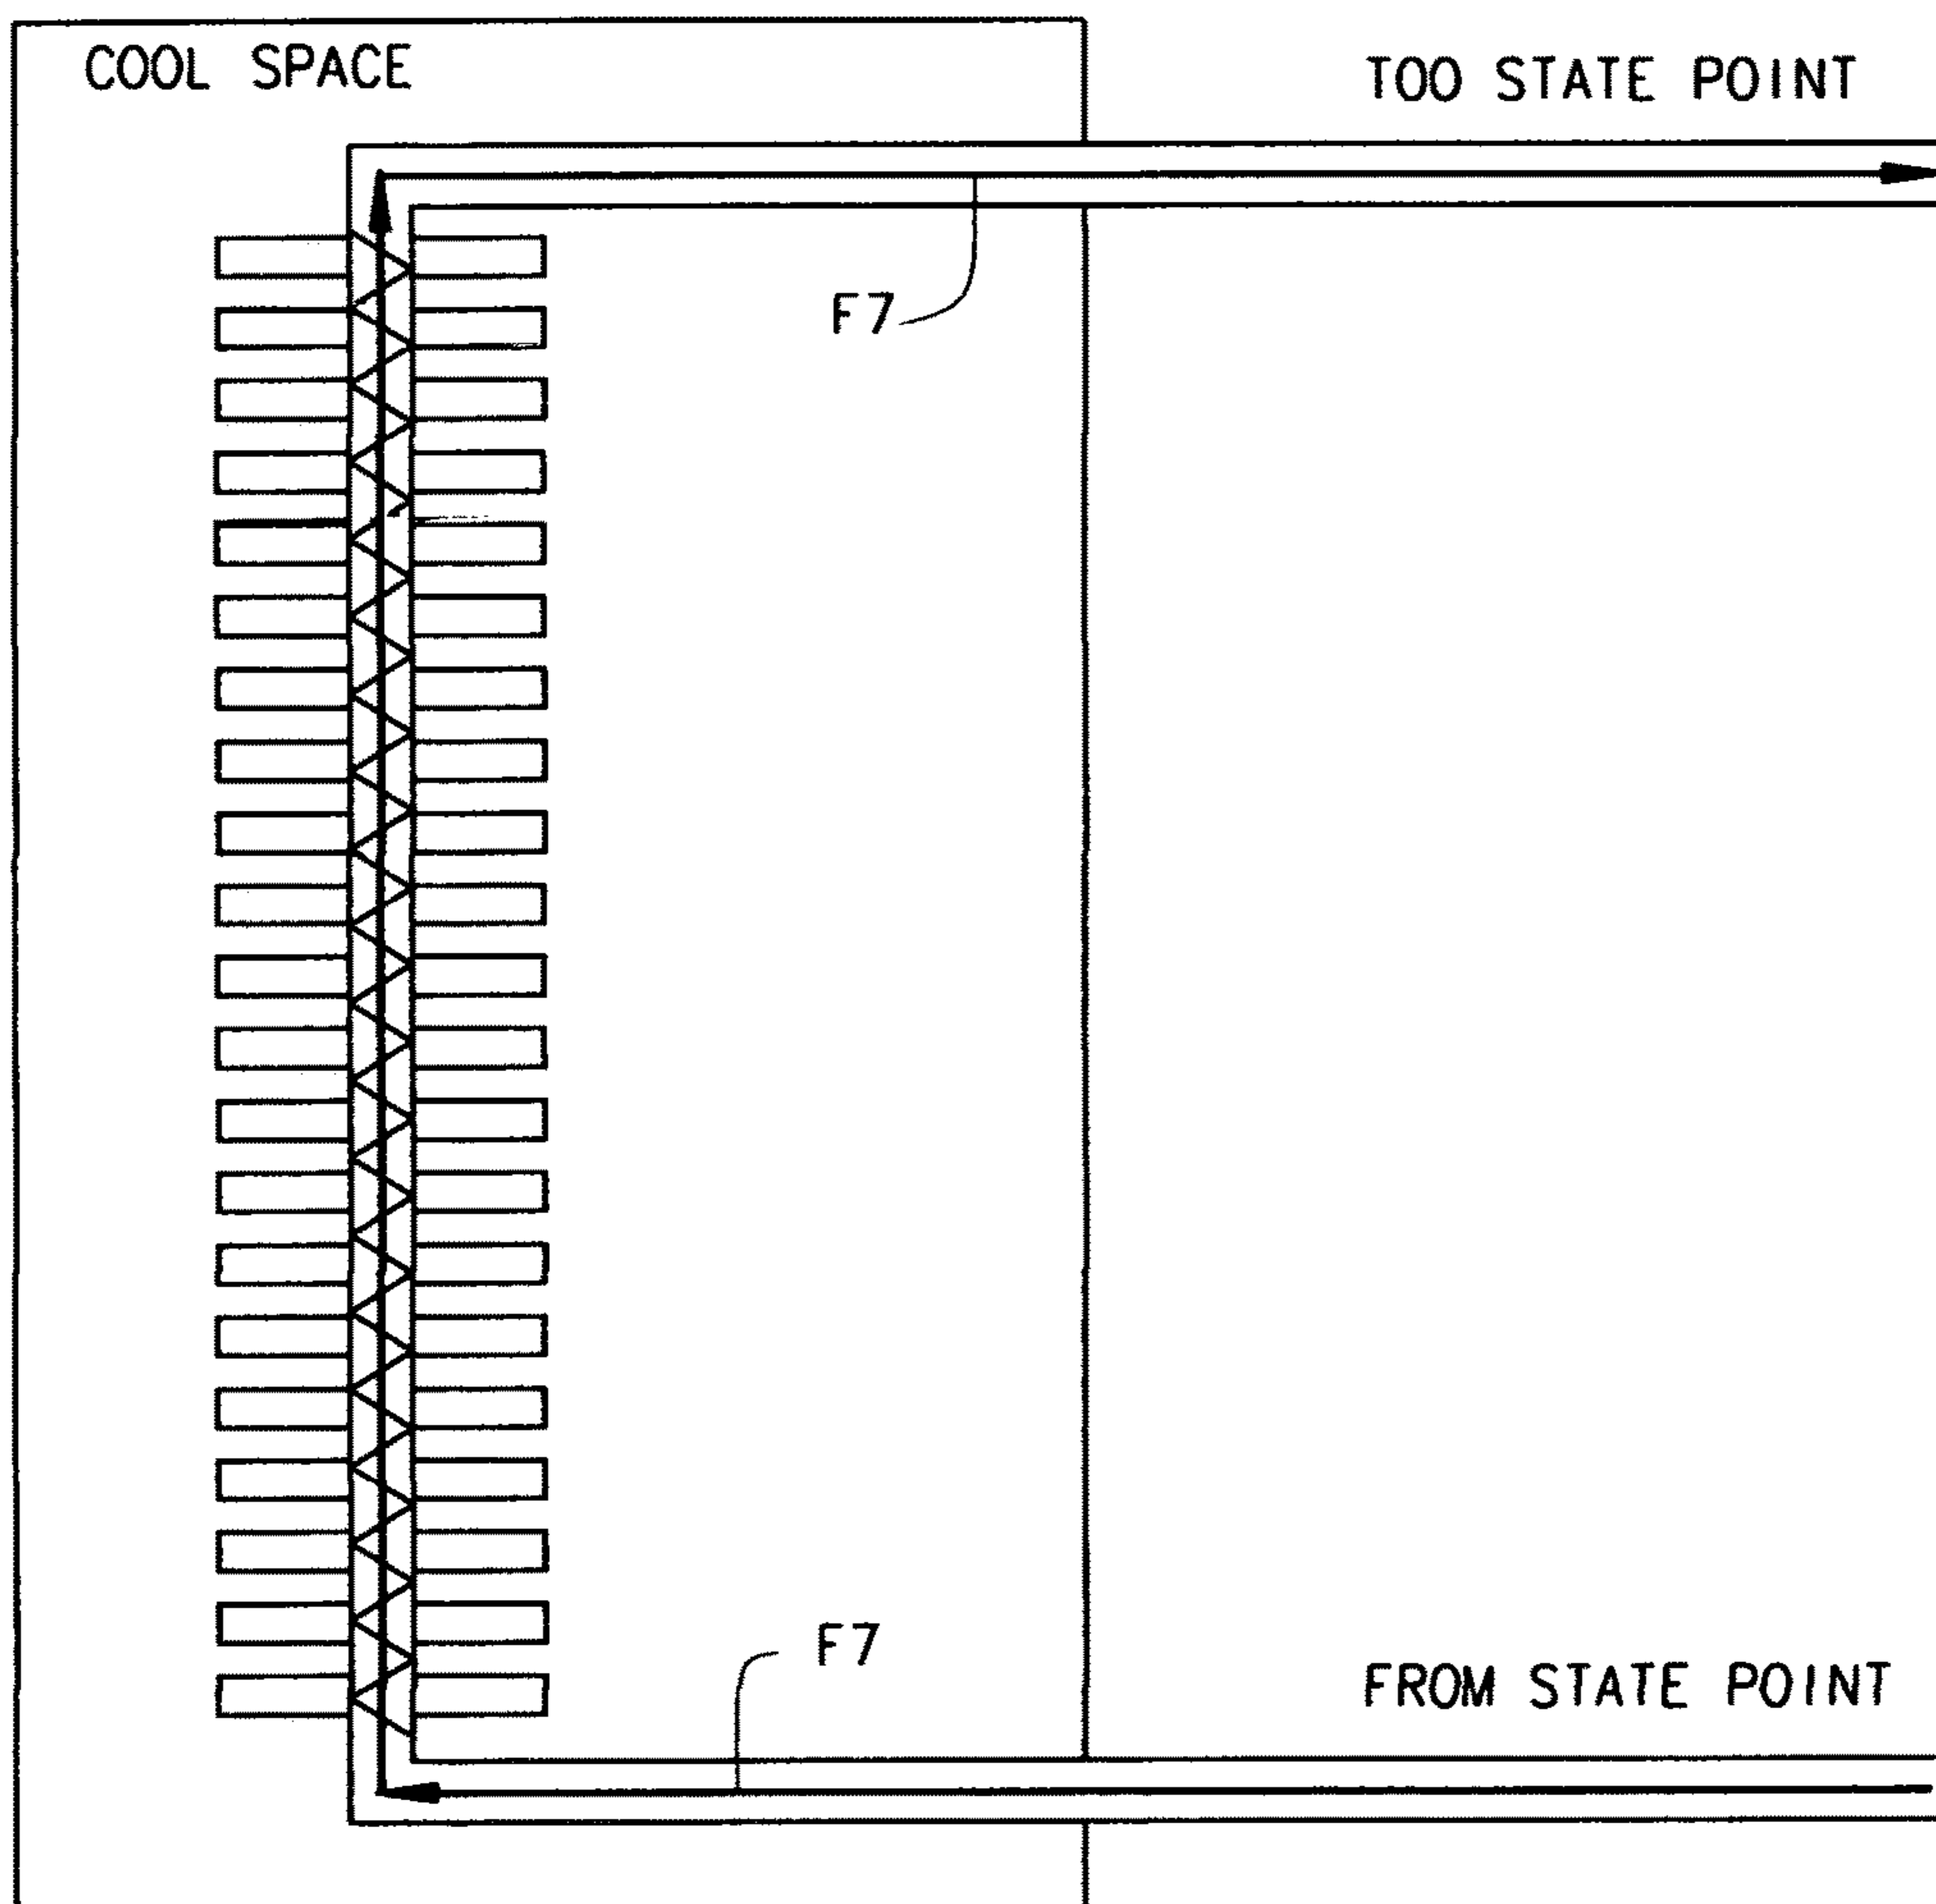 COOL SPACE
TOO STATE POINT
F7
F7
FROM STATE POINT